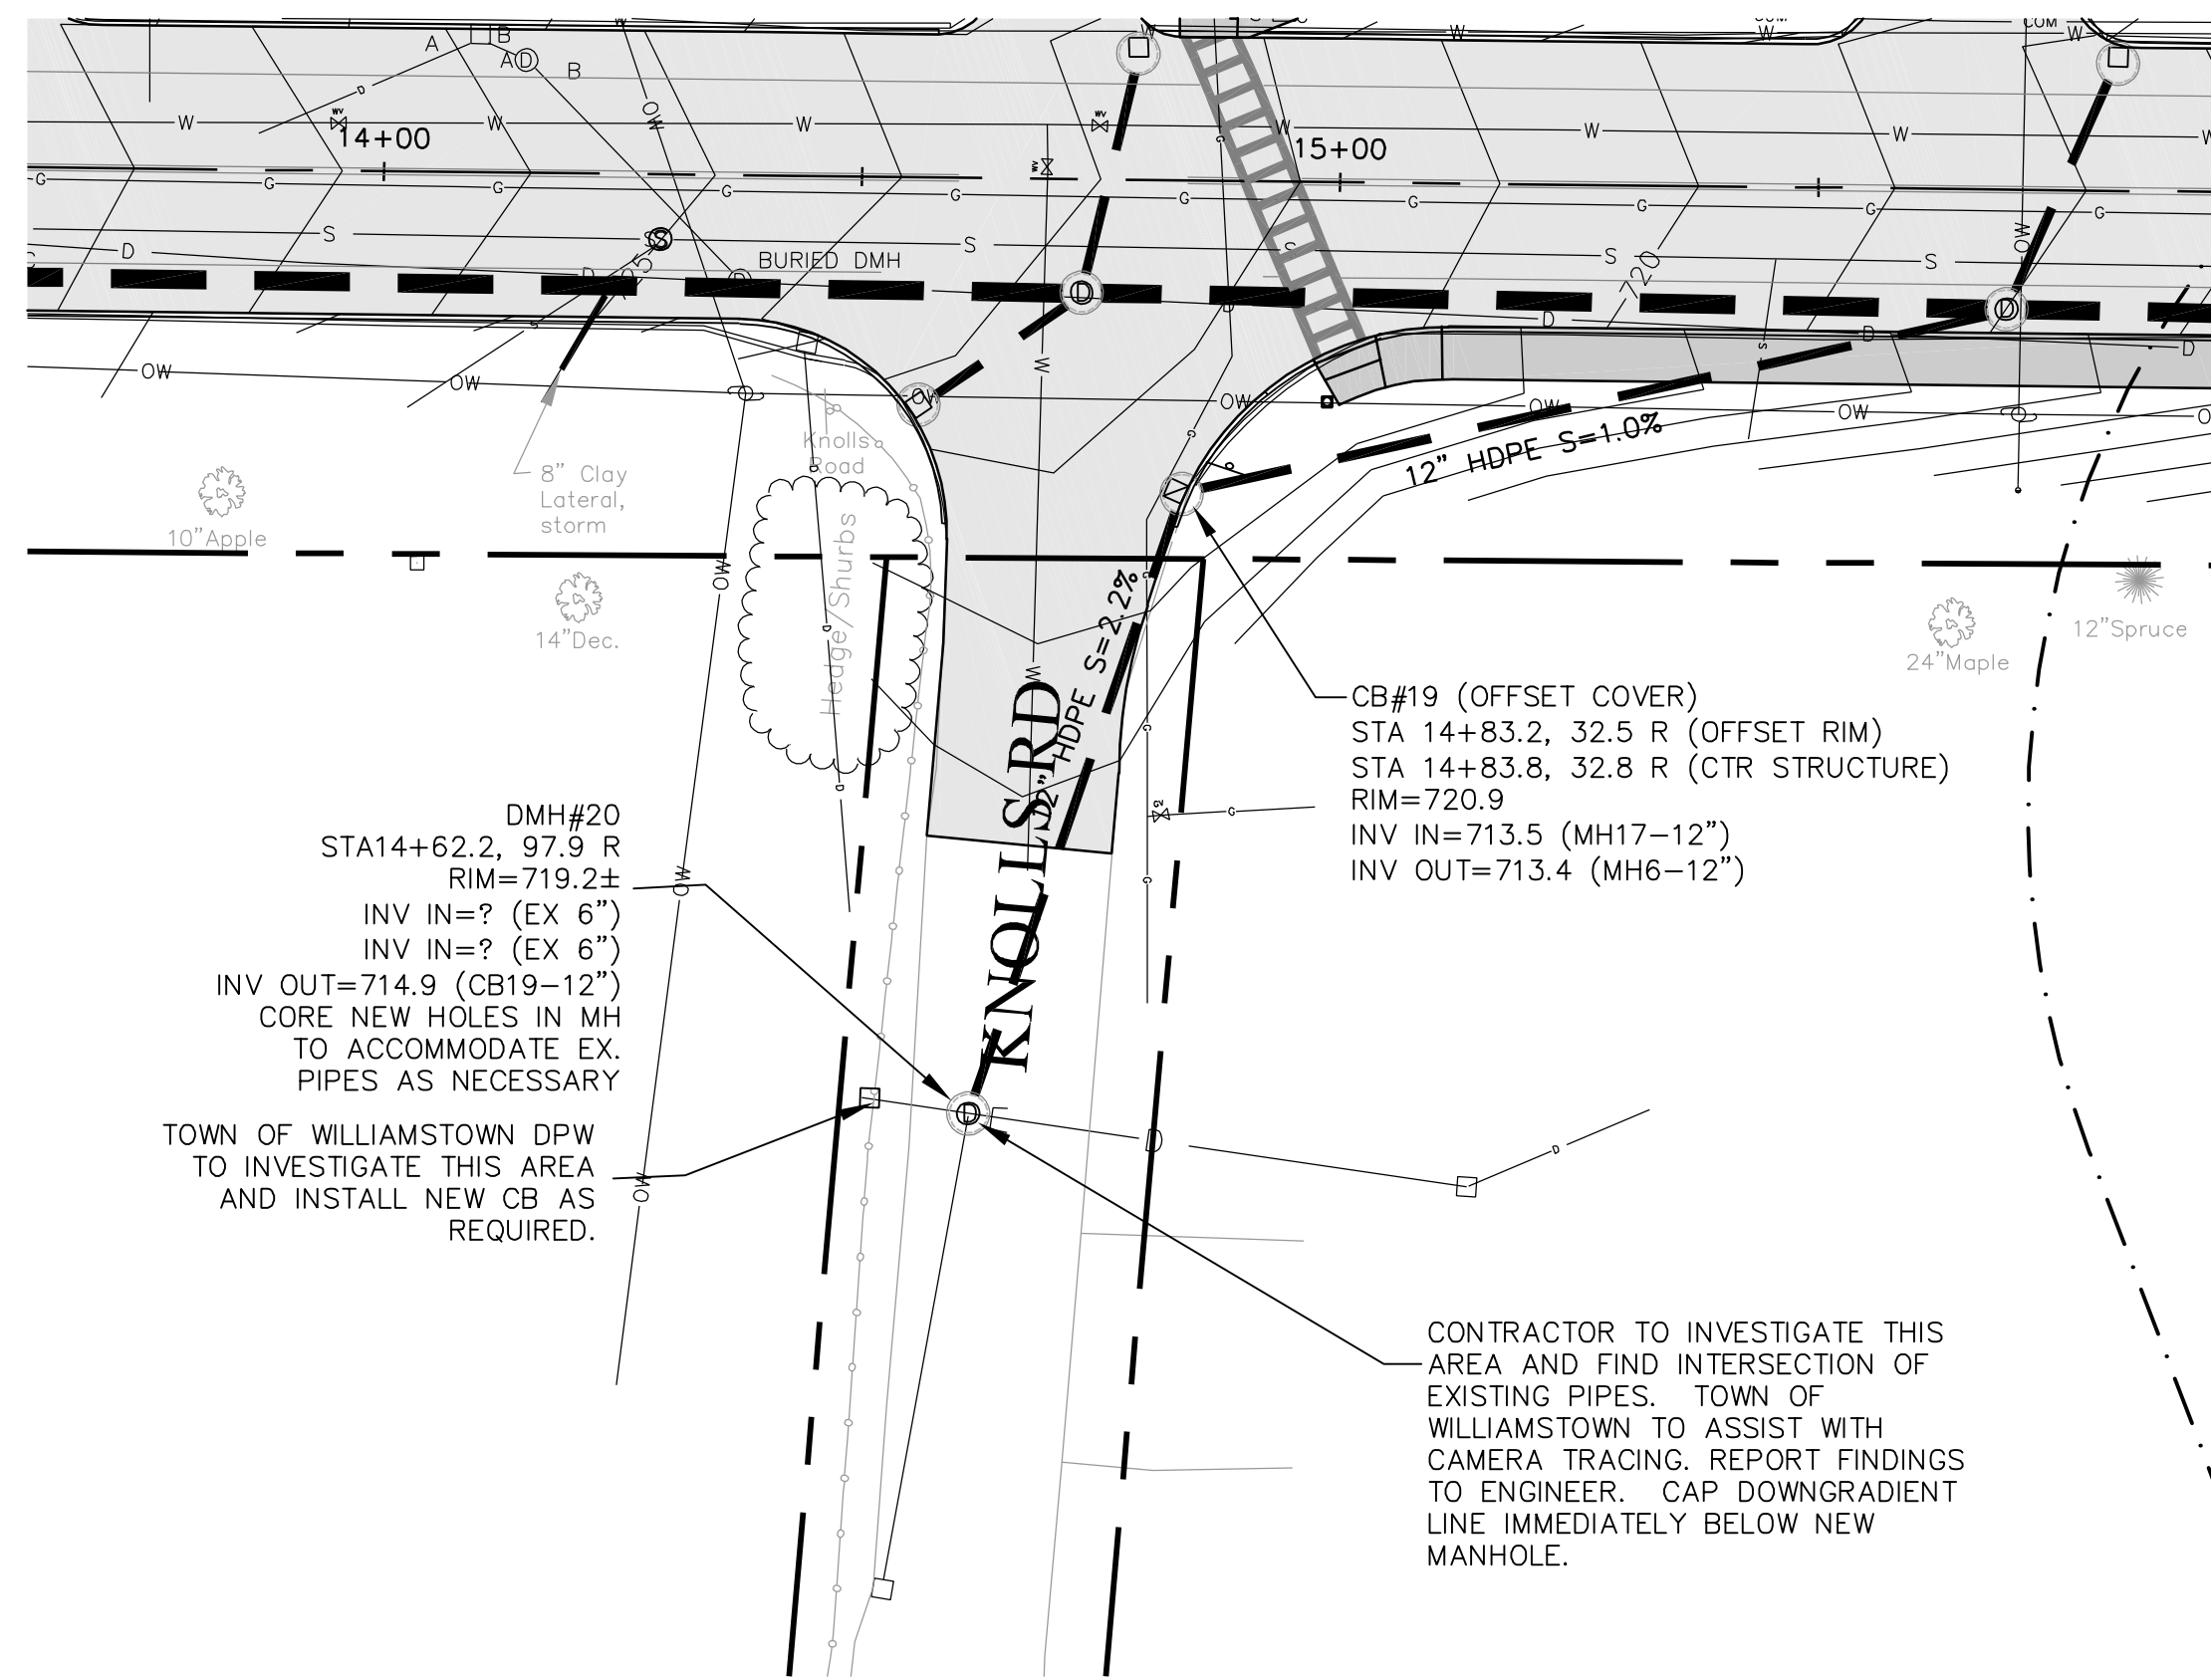 COM
COM
A
B
A
D
B
14+00
15+00
BURIED DMH
720
Knolls
Road
8" Clay
Lateral,
storm
10"Apple
14"Dec.
Hedge/Shurbs
12" HDPE S=1.0%
12" HDPE S=2.2%
24"Maple
12"Spruce
KNOLLS RD
CB#19 (OFFSET COVER)
STA 14+83.2, 32.5 R (OFFSET RIM)
STA 14+83.8, 32.8 R (CTR STRUCTURE)
RIM=720.9
INV IN=713.5 (MH17-12")
INV OUT=713.4 (MH6-12")
DMH#20
STA14+62.2, 97.9 R
RIM=719.2±
INV IN=? (EX 6")
INV IN=? (EX 6")
INV OUT=714.9 (CB19-12")
CORE NEW HOLES IN MH
TO ACCOMMODATE EX.
PIPES AS NECESSARY
TOWN OF WILLIAMSTOWN DPW
TO INVESTIGATE THIS AREA
AND INSTALL NEW CB AS
REQUIRED.
CONTRACTOR TO INVESTIGATE THIS
AREA AND FIND INTERSECTION OF
EXISTING PIPES. TOWN OF
WILLIAMSTOWN TO ASSIST WITH
CAMERA TRACING. REPORT FINDINGS
TO ENGINEER. CAP DOWNGRADIENT
LINE IMMEDIATELY BELOW NEW
MANHOLE.